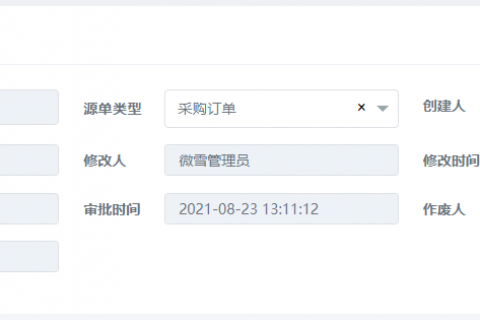 源单类型 采购订单 × 创建人
修改人 微雪管理员 修改时间
审批时间 2021-08-23 13:11:12 作废人